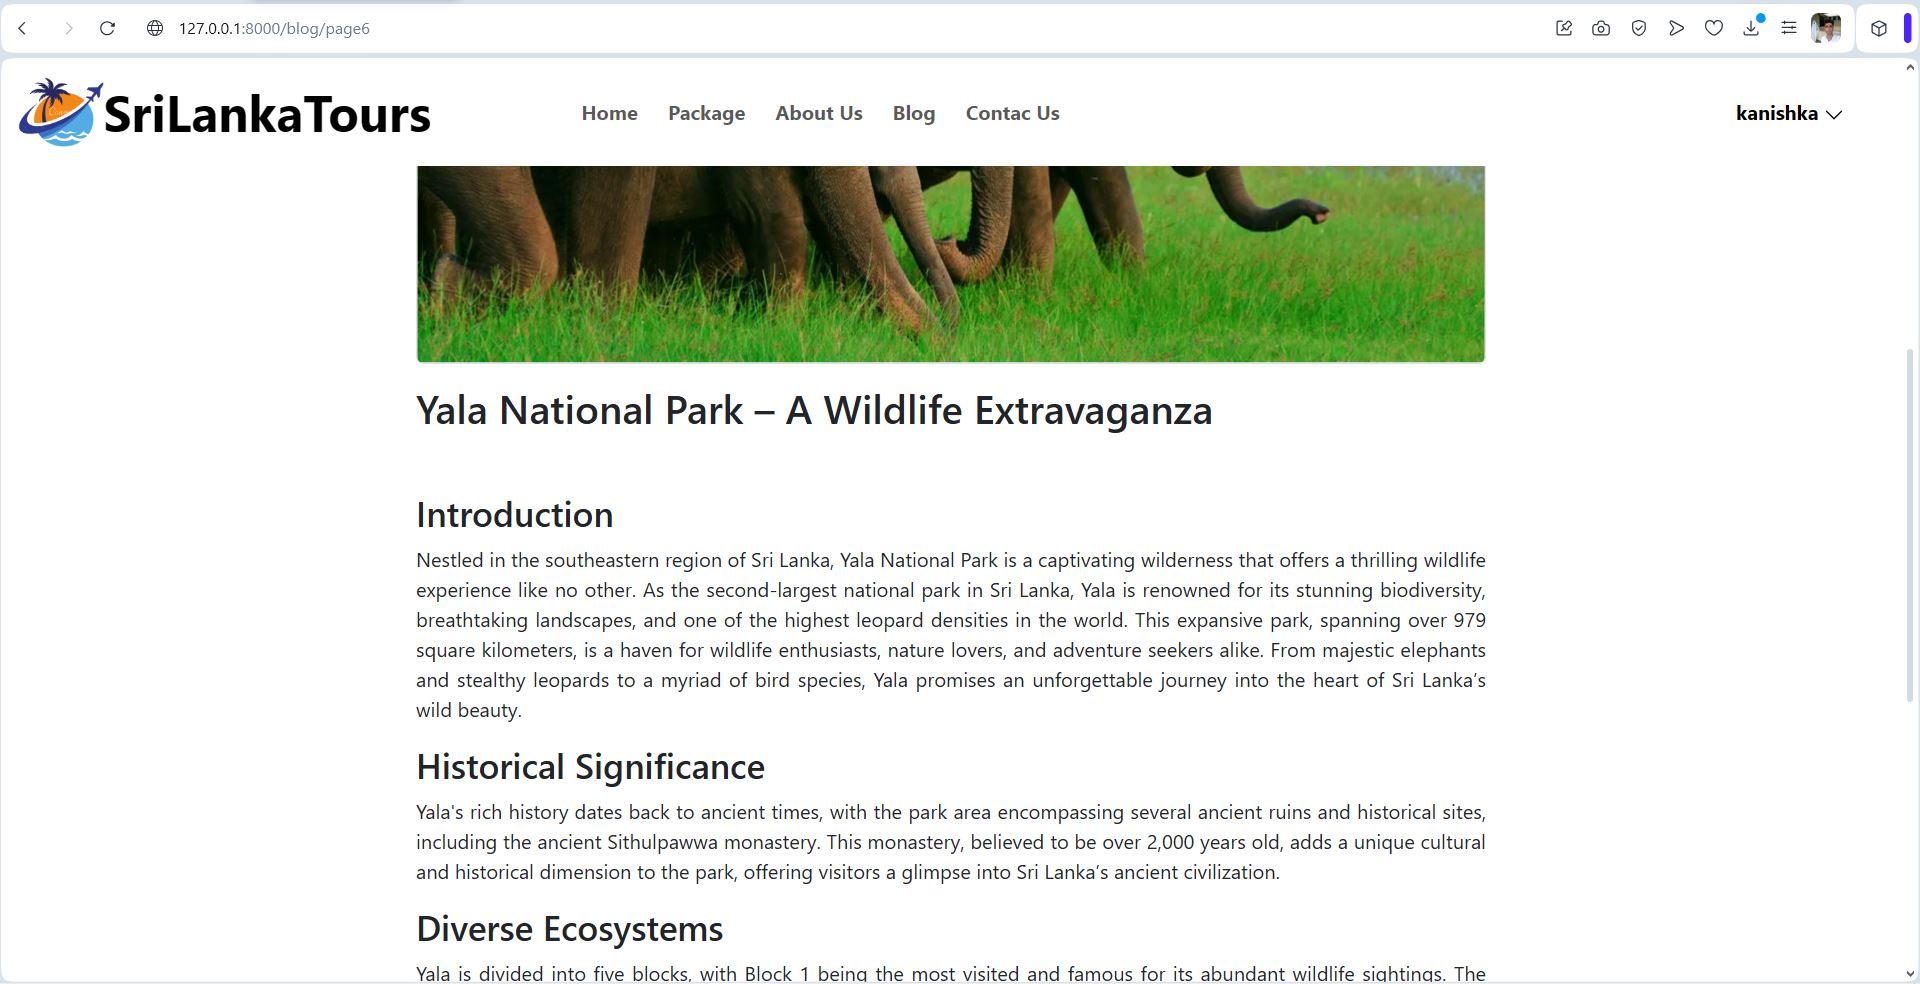 127.0.0.1:8000/blog/page6
SriLankaTours
Home Package About Us Blog Contac Us
kanishka
Yala National Park – A Wildlife Extravaganza
Introduction
Nestled in the southeastern region of Sri Lanka, Yala National Park is a captivating wilderness that offers a thrilling wildlife
experience like no other. As the second-largest national park in Sri Lanka, Yala is renowned for its stunning biodiversity,
breathtaking landscapes, and one of the highest leopard densities in the world. This expansive park, spanning over 979
square kilometers, is a haven for wildlife enthusiasts, nature lovers, and adventure seekers alike. From majestic elephants
and stealthy leopards to a myriad of bird species, Yala promises an unforgettable journey into the heart of Sri Lanka’s
wild beauty.
Historical Significance
Yala's rich history dates back to ancient times, with the park area encompassing several ancient ruins and historical sites,
including the ancient Sithulpawwa monastery. This monastery, believed to be over 2,000 years old, adds a unique cultural
and historical dimension to the park, offering visitors a glimpse into Sri Lanka’s ancient civilization.
Diverse Ecosystems
Yala is divided into five blocks, with Block 1 being the most visited and famous for its abundant wildlife sightings. The